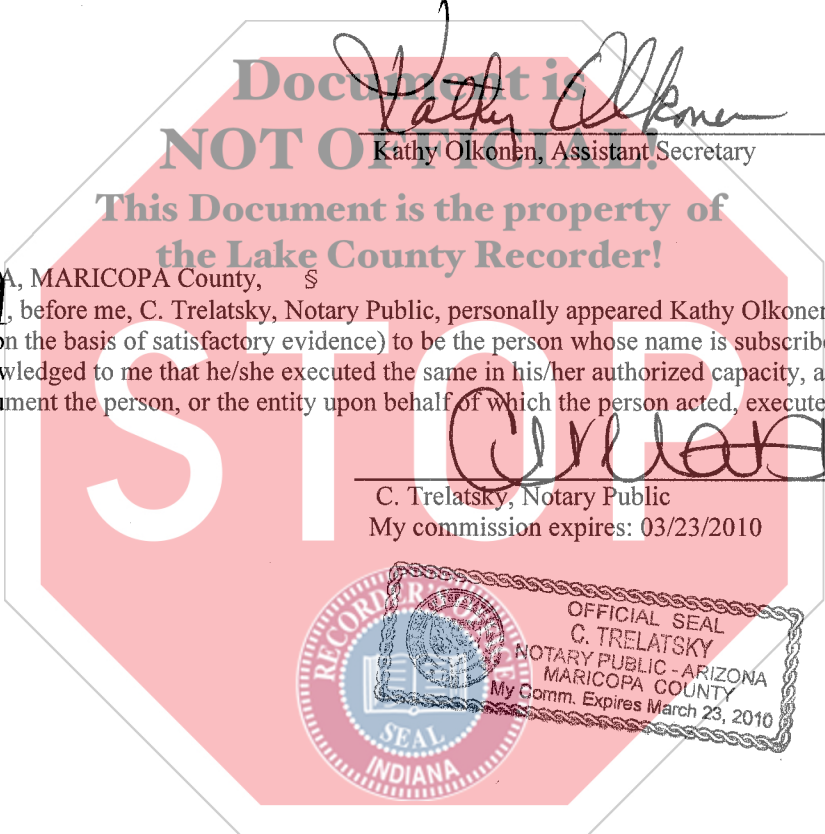 Kathy Olkonen
Document is
NOT OFFICIAL!
Kathy Olkonen, Assistant Secretary
This Document is the property of
the Lake County Recorder!
A, MARICOPA County, §
, before me, C. Trelatsky, Notary Public, personally appeared Kathy Olkonen
on the basis of satisfactory evidence) to be the person whose name is subscribe
wledged to me that he/she executed the same in his/her authorized capacity, a
ument the person, or the entity upon behalf of which the person acted, execute
STOP
C. Trelatsky, Notary Public
My commission expires: 03/23/2010
OFFICIAL SEAL
C. TRELATSKY
NOTARY PUBLIC - ARIZONA
MARICOPA COUNTY
My Comm. Expires March 23, 2010
RECORDER'S OFFICE
SEAL
INDIANA